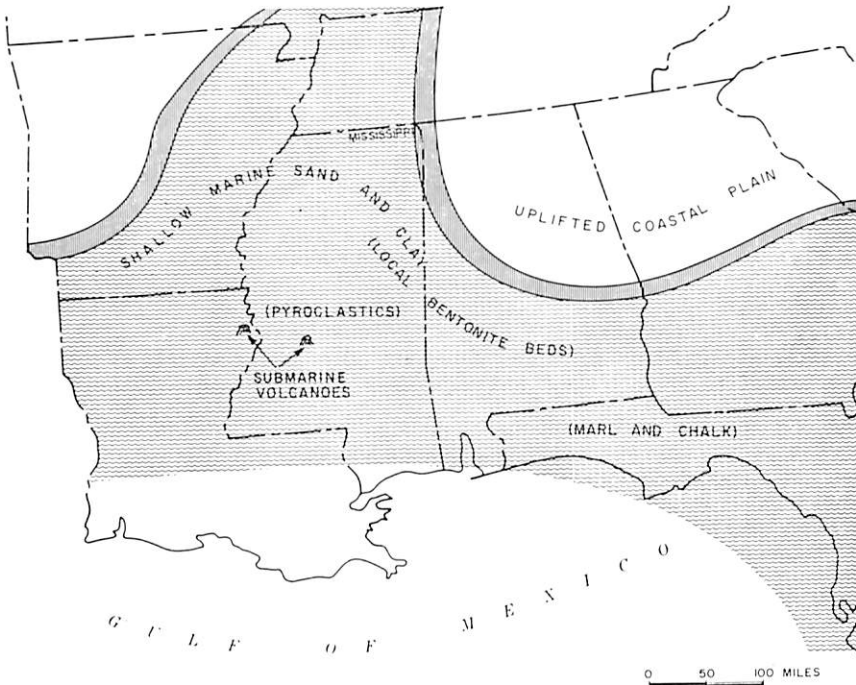 MISSISSIPPI
SHALLOW MARINE SAND AND CLAY
(LOCAL BENTONITE BEDS)
UPLIFTED COASTAL PLAIN
(PYROCLASTICS)
SUBMARINE
VOLCANOES
(MARL AND CHALK)
GULF OF MEXICO
0 50 100 MILES